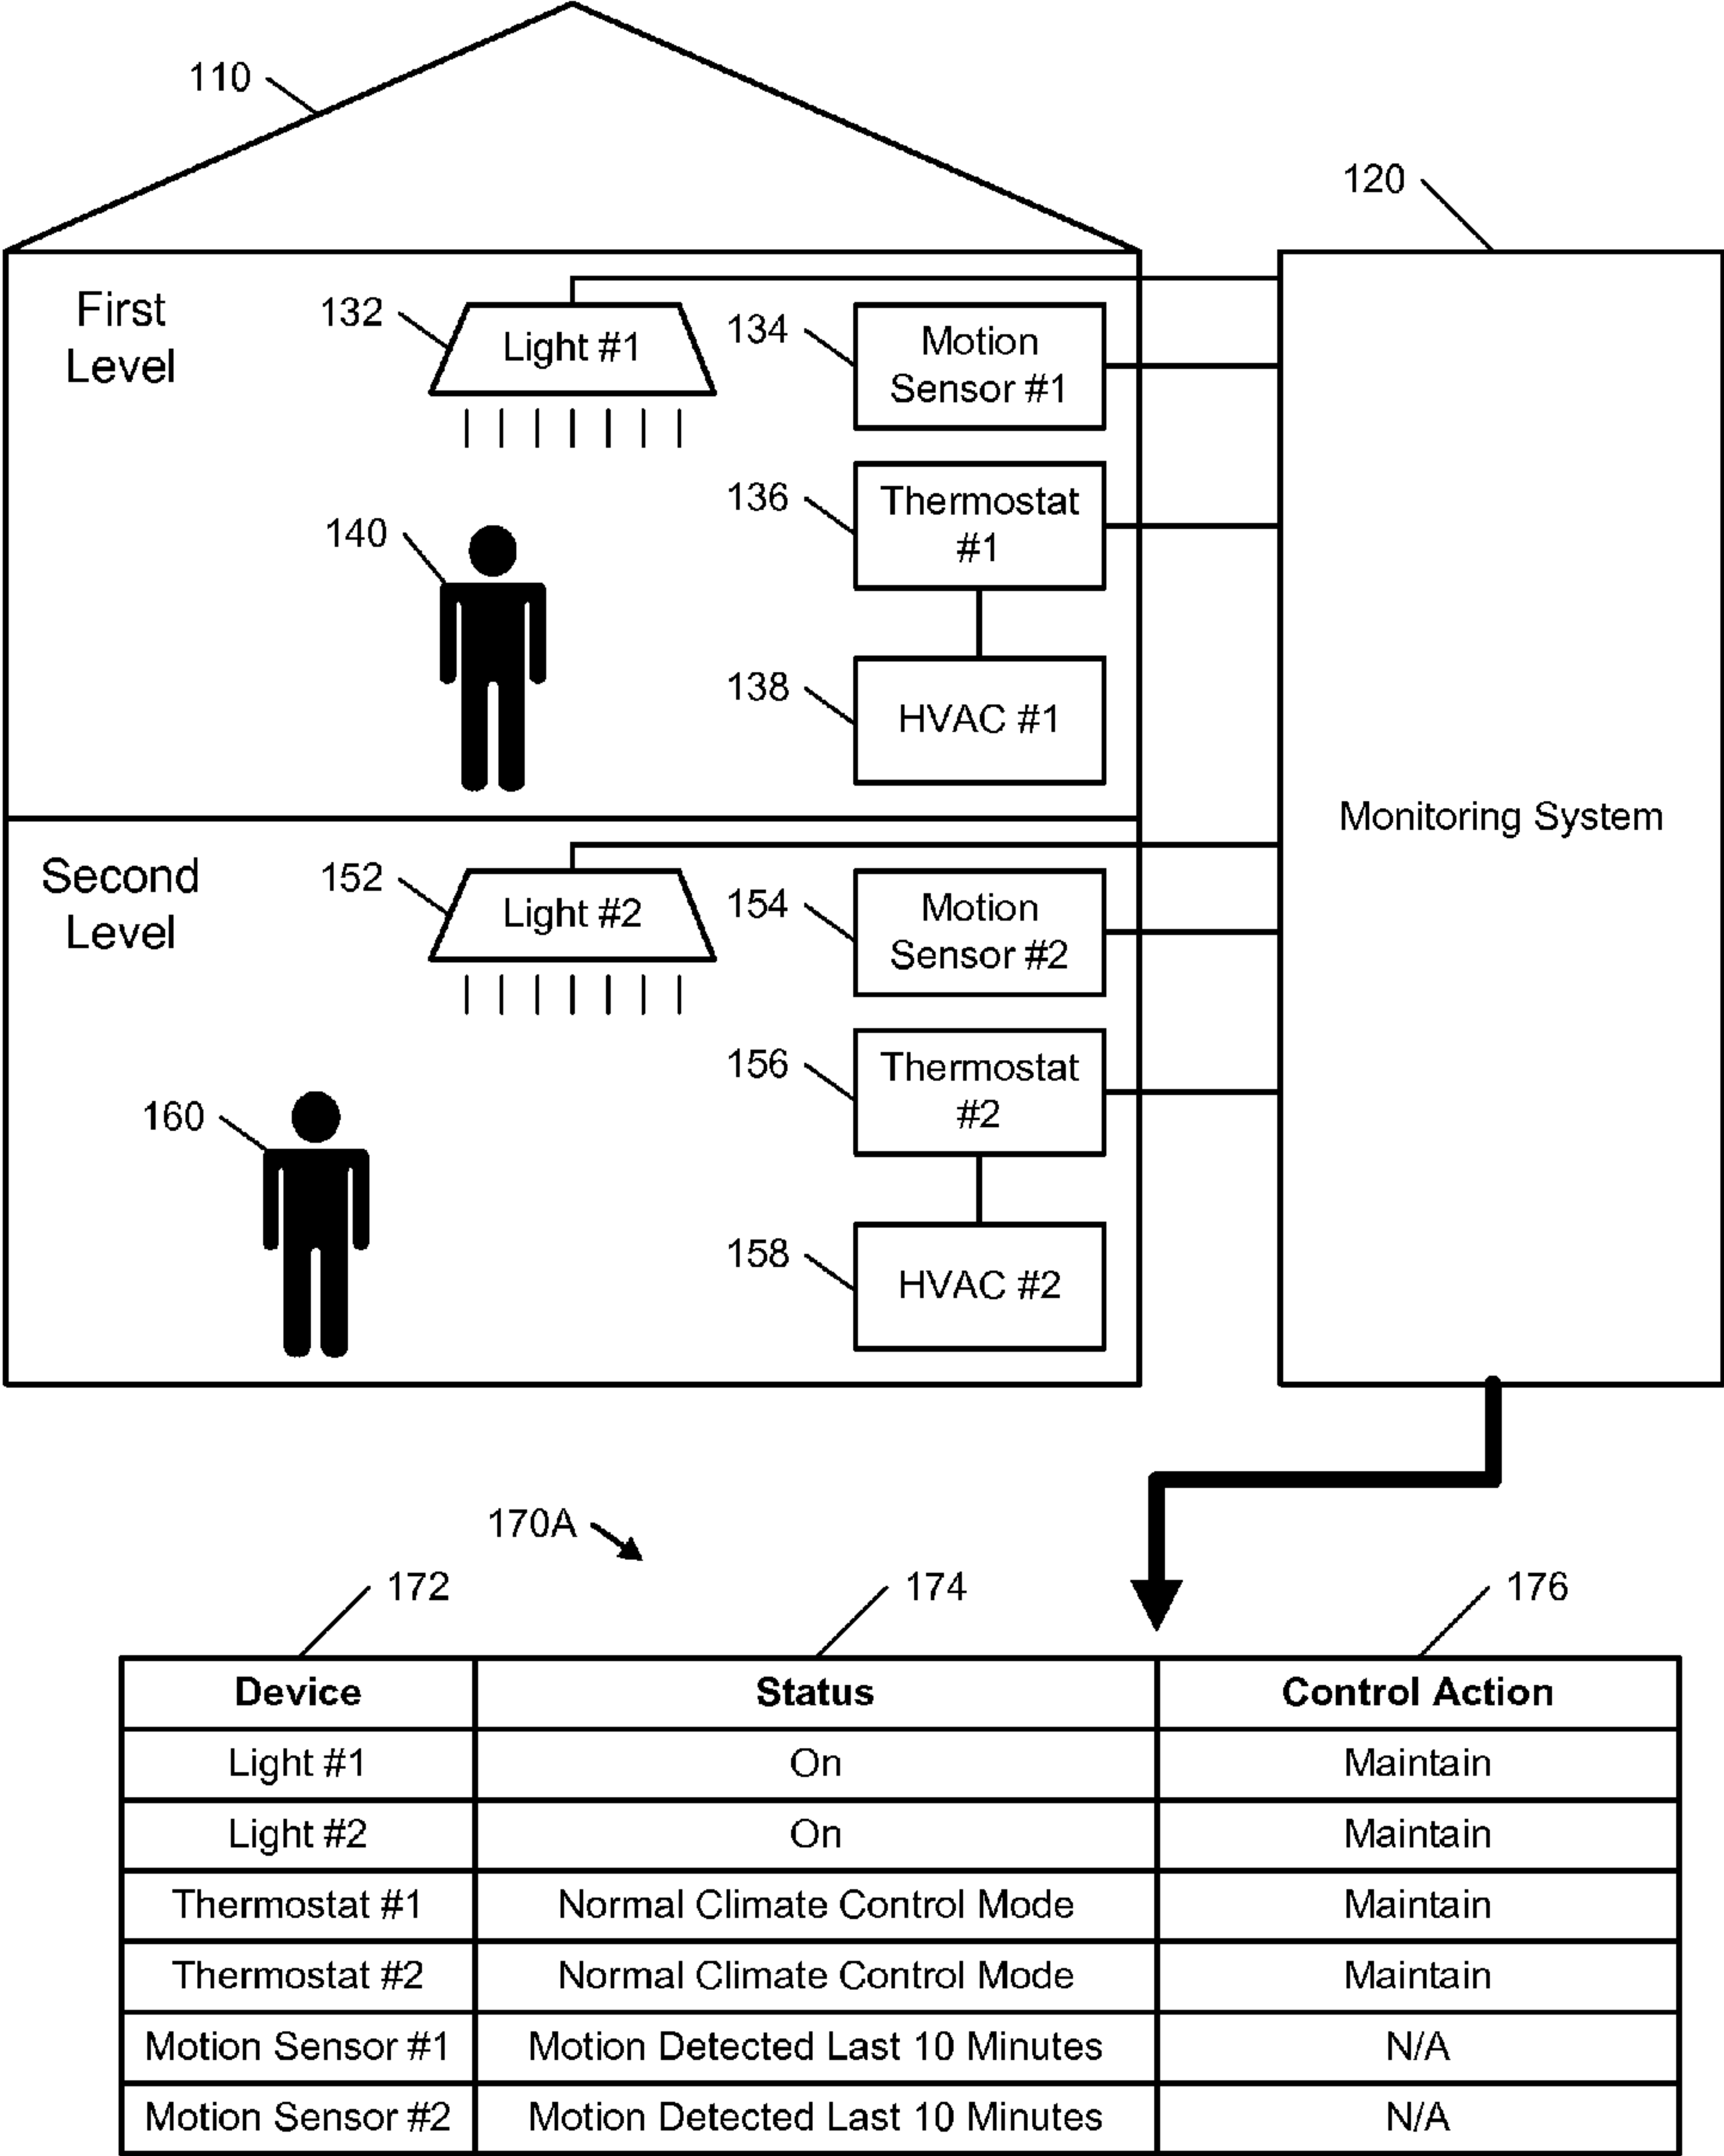 110
120
First
Level
132
Light #1
134
Motion
Sensor #1
136
Thermostat
#1
140
138
HVAC #1
Monitoring System
Second
Level
152
Light #2
154
Motion
Sensor #2
156
Thermostat
#2
160
158
HVAC #2
170A
172
174
176
Device Status Control Action
Light #1 On Maintain
Light #2 On Maintain
Thermostat #1 Normal Climate Control Mode Maintain
Thermostat #2 Normal Climate Control Mode Maintain
Motion Sensor #1 Motion Detected Last 10 Minutes N/A
Motion Sensor #2 Motion Detected Last 10 Minutes N/A